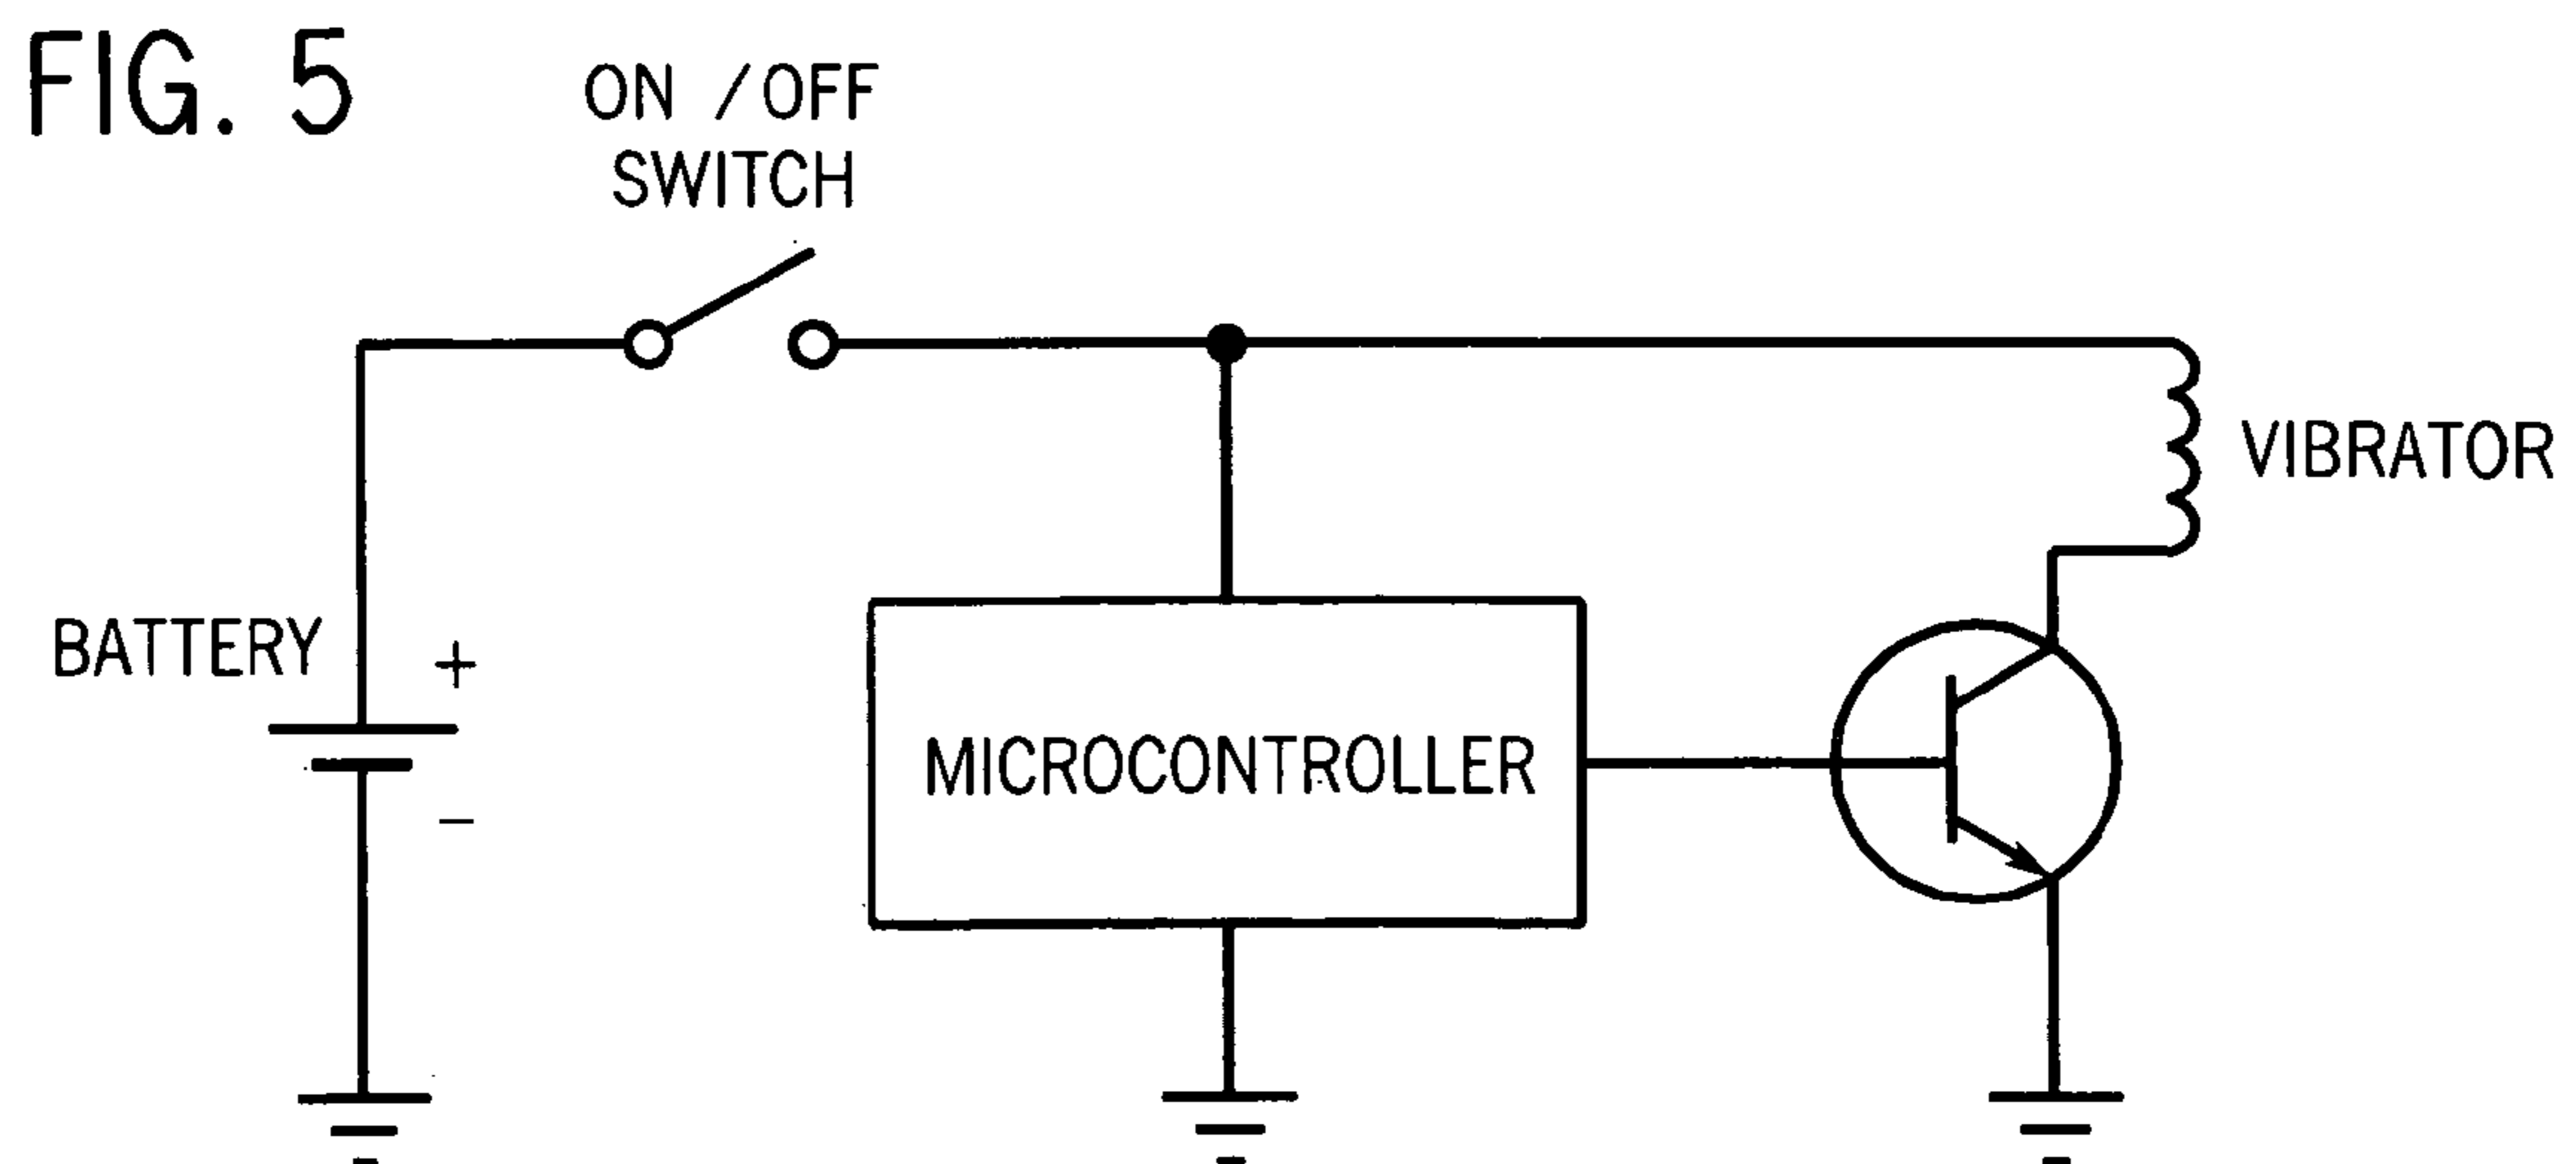 FIG. 5
ON /OFF
SWITCH
VIBRATOR
BATTERY
+
MICROCONTROLLER
−